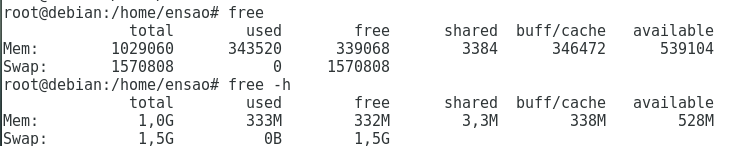 root@debian:/home/ensao# free
              total        used        free      shared  buff/cache   available
Mem:        1029060      343520      339068        3384      346472      539104
Swap:       1570808           0     1570808
root@debian:/home/ensao# free -h
              total        used        free      shared  buff/cache   available
Mem:           1,0G        333M        332M        3,3M        338M        528M
Swap:          1,5G          0B        1,5G